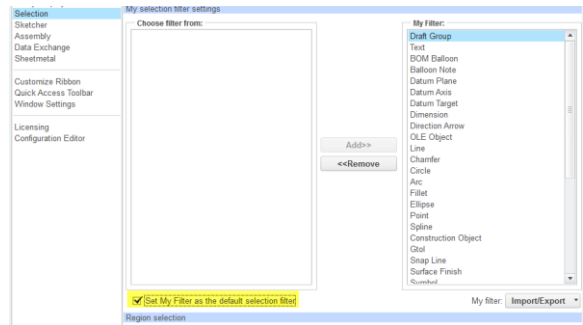 My selection filter settings
Selection
Sketcher
Assembly
Data Exchange
Sheetmetal
Customize Ribbon
Quick Access Toolbar
Window Settings
Licensing
Configuration Editor
Choose filter from:
Add>>
<<Remove
My Filter:
Draft Group
Text
BOM Balloon
Balloon Note
Datum Plane
Datum Axis
Datum Target
Dimension
Direction Arrow
OLE Object
Line
Chamfer
Circle
Arc
Fillet
Ellipse
Point
Spline
Construction Object
Gtol
Snap Line
Surface Finish
Symbol
Set My Filter as the default selection filter
My filter: Import/Export
Region selection